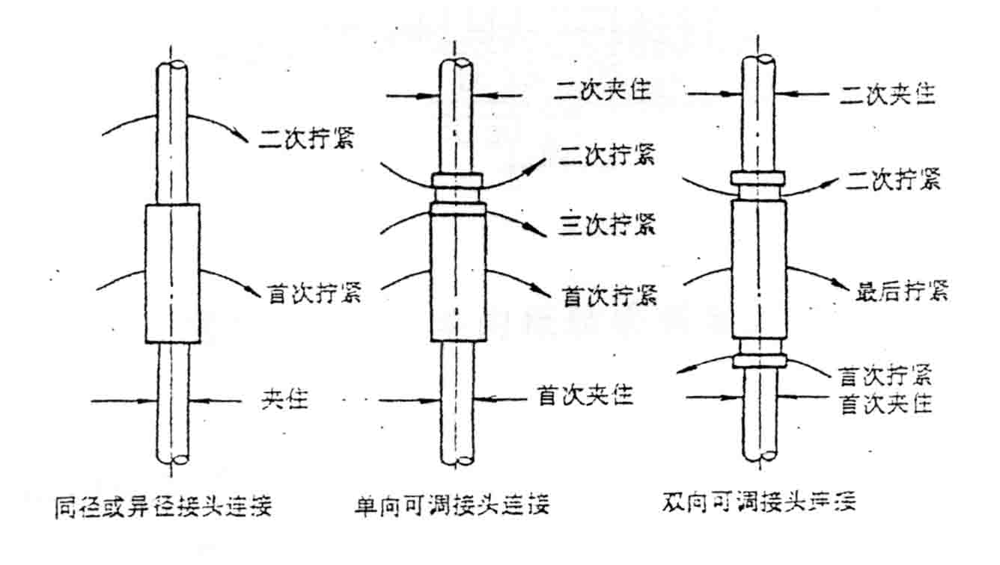 二次拧紧
首次拧紧
夹住
同径或异径接头连接
二次夹住
二次拧紧
三次拧紧
首次拧紧
首次夹住
单向可调接头连接
二次夹住
二次拧紧
最后拧紧
首次拧紧
首次夹住
双向可调接头连接